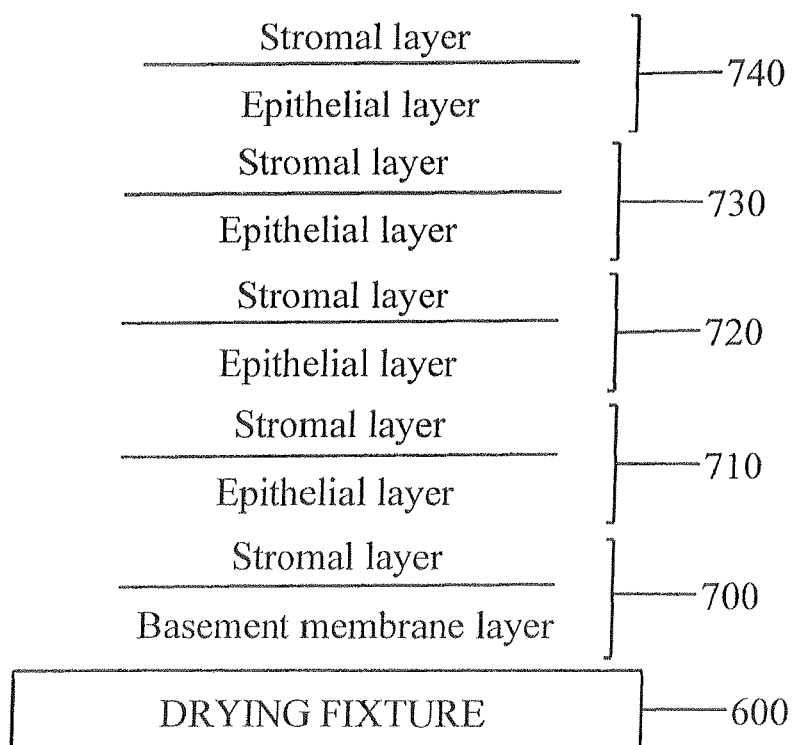 Stromal layer
740
Epithelial layer
Stromal layer
730
Epithelial layer
Stromal layer
720
Epithelial layer
Stromal layer
710
Epithelial layer
Stromal layer
700
Basement membrane layer
DRYING FIXTURE 600